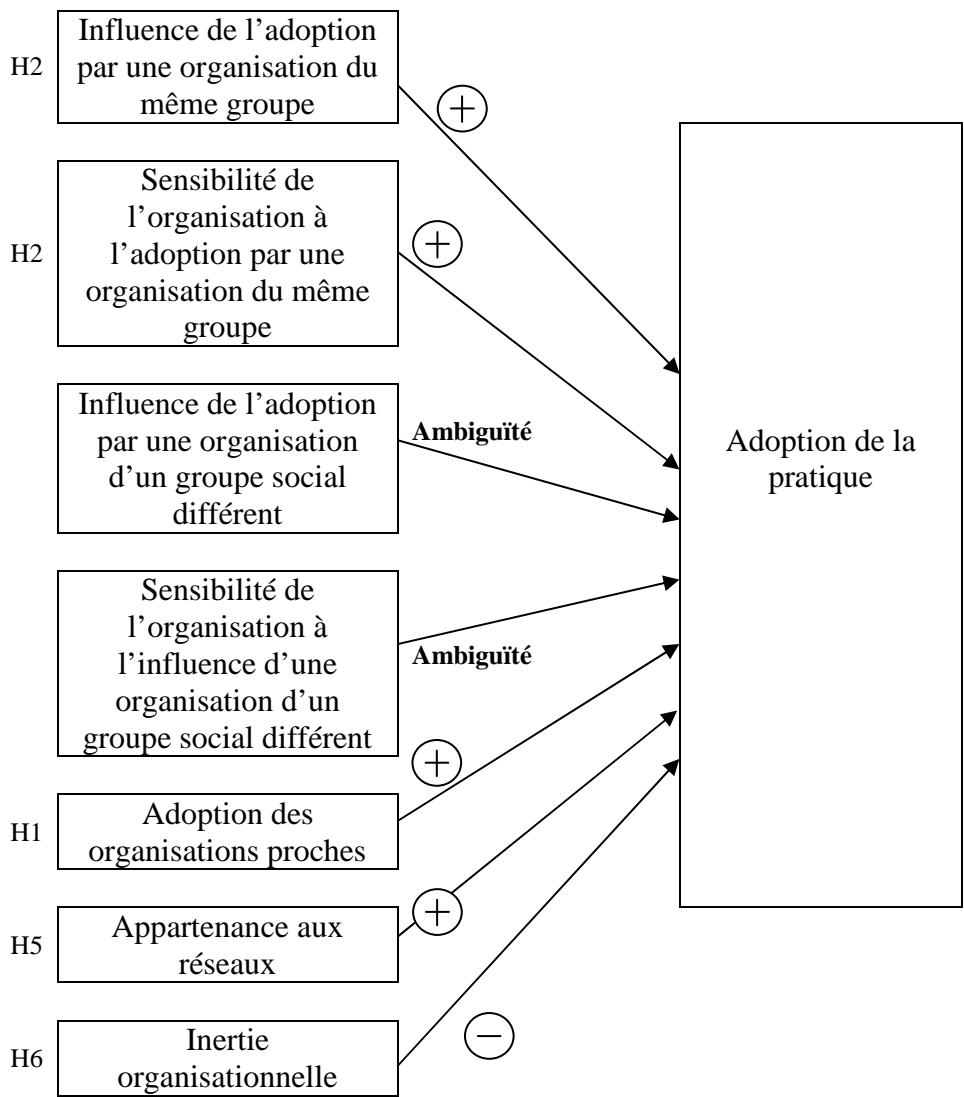 H2
Influence de l’adoption
par une organisation du
même groupe
+
H2
Sensibilité de
l’organisation à
l’adoption par une
organisation du même
groupe
+
Influence de l’adoption
par une organisation
d’un groupe social
différent
Ambiguïté
Adoption de la
pratique
Sensibilité de
l’organisation à
l’influence d’une
organisation d’un
groupe social différent
Ambiguïté
+
H1
Adoption des
organisations proches
H5
Appartenance aux
réseaux
+
H6
Inertie
organisationnelle
−